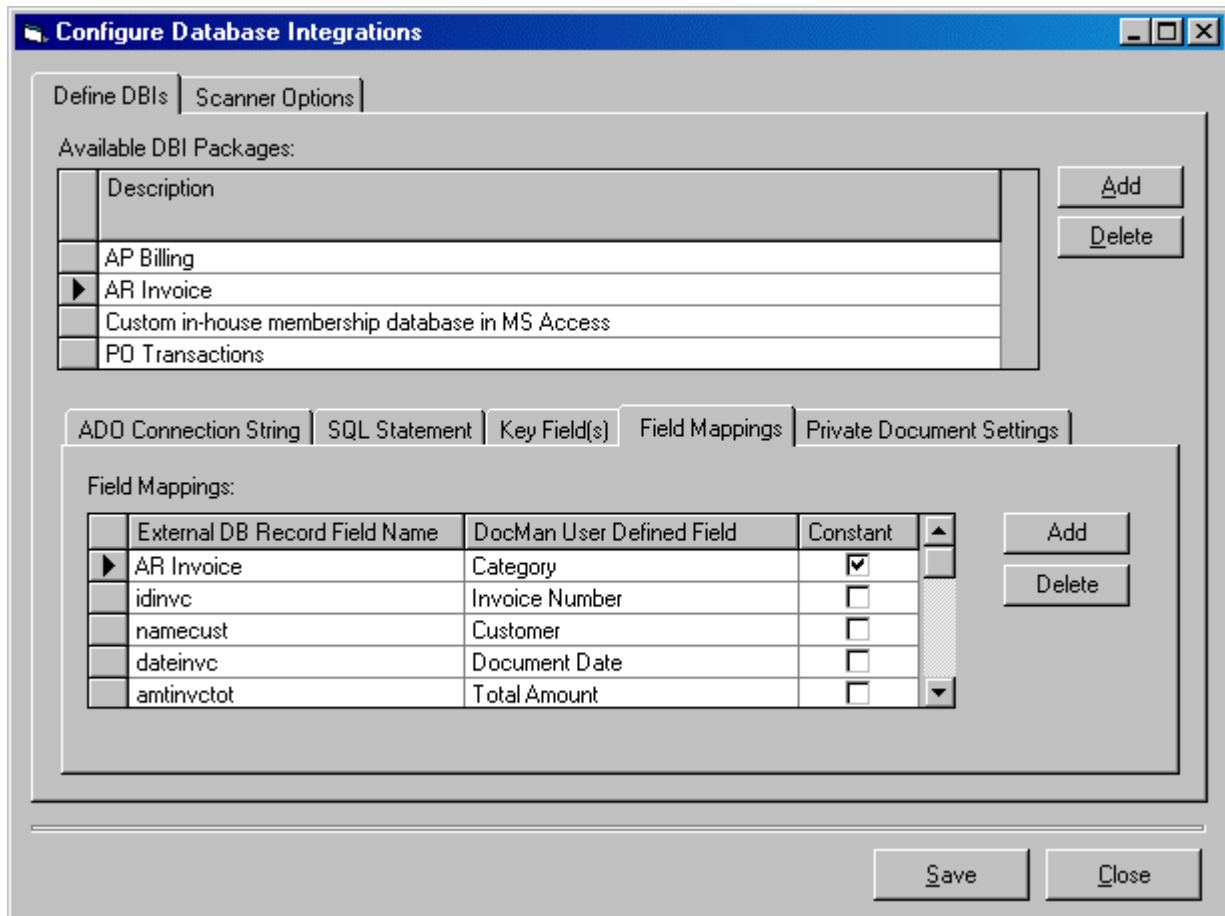 Configure Database Integrations
Define DBIs Scanner Options
Available DBI Packages:
Description
Add
Delete
AP Billing
AR Invoice
Custom in-house membership database in MS Access
PO Transactions
ADO Connection String SQL Statement Key Field(s) Field Mappings Private Document Settings
Field Mappings:
External DB Record Field Name DocMan User Defined Field Constant
Add
AR Invoice Category
Delete
idinvc Invoice Number
namecust Customer
dateinvc Document Date
amtinvctot Total Amount
Save Close